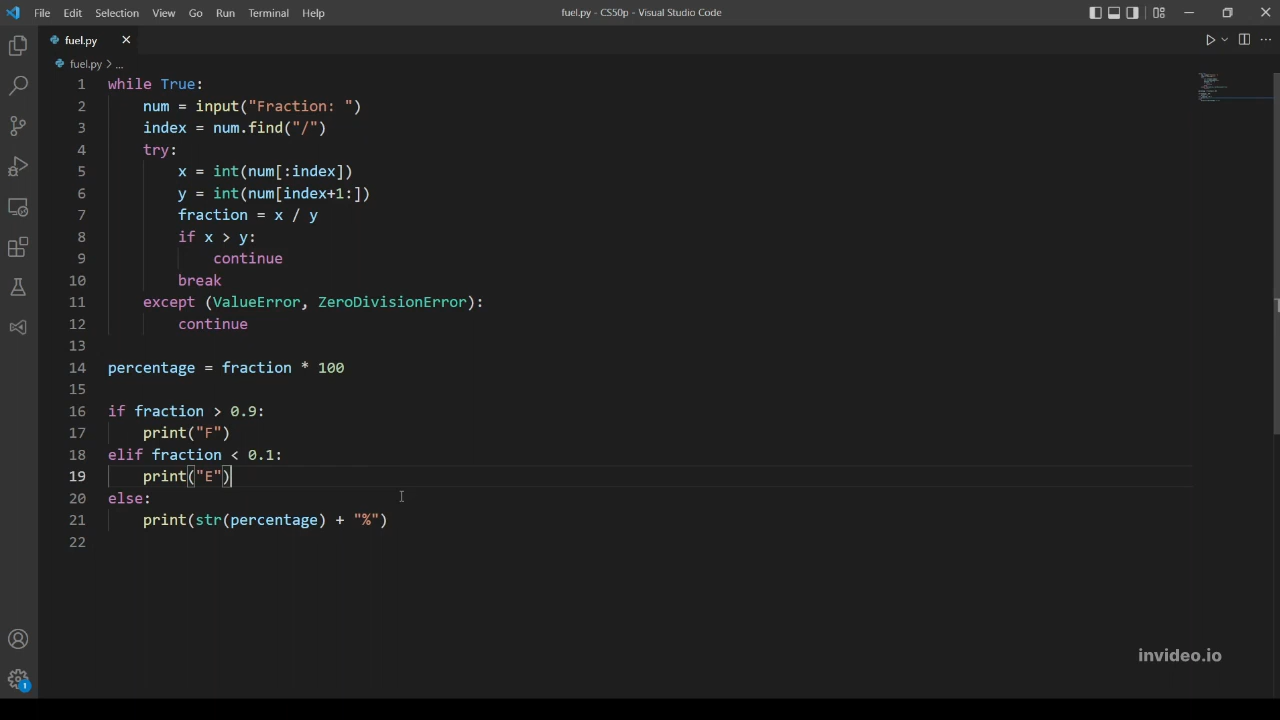 File Edit Selection View Go Run Terminal Help fuel.py - CS50p - Visual Studio Code
fuel.py
fuel.py > ...
1 while True:
2     num = input("Fraction: ")
3     index = num.find("/")
4     try:
5         x = int(num[:index])
6         y = int(num[index+1:])
7         fraction = x / y
8         if x > y:
9             continue
10         break
11     except (ValueError, ZeroDivisionError):
12         continue
13
14 percentage = fraction * 100
15
16 if fraction > 0.9:
17     print("F")
18 elif fraction < 0.1:
19     print("E")
20 else:
21     print(str(percentage) + "%")
22
invideo.io
1